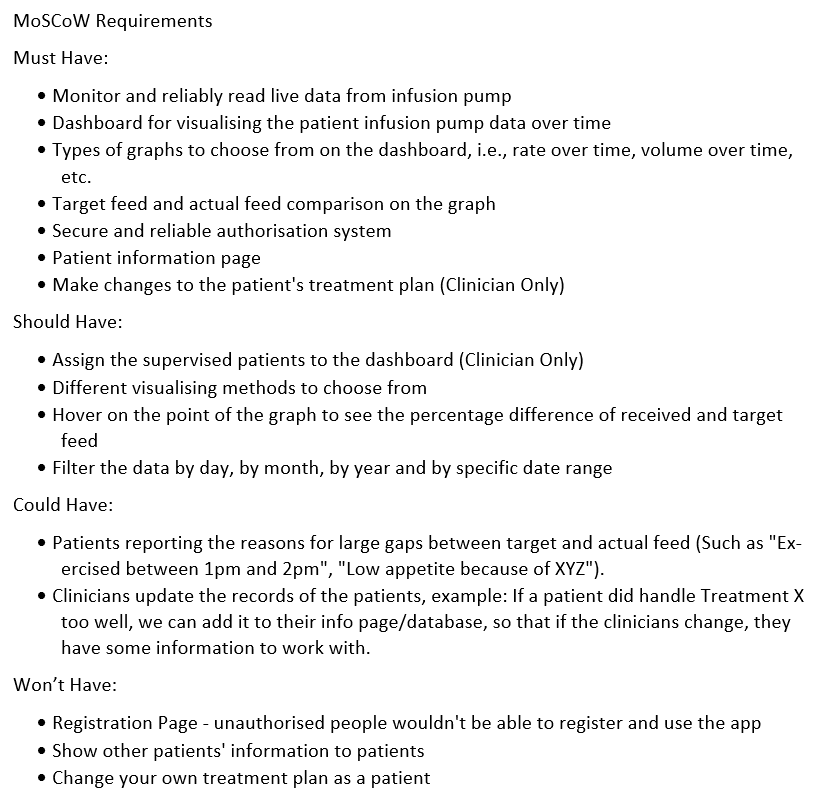 MoSCoW Requirements
Must Have:
• Monitor and reliably read live data from infusion pump
• Dashboard for visualising the patient infusion pump data over time
• Types of graphs to choose from on the dashboard, i.e., rate over time, volume over time,
etc.
• Target feed and actual feed comparison on the graph
• Secure and reliable authorisation system
• Patient information page
• Make changes to the patient's treatment plan (Clinician Only)
Should Have:
• Assign the supervised patients to the dashboard (Clinician Only)
• Different visualising methods to choose from
• Hover on the point of the graph to see the percentage difference of received and target
feed
• Filter the data by day, by month, by year and by specific date range
Could Have:
• Patients reporting the reasons for large gaps between target and actual feed (Such as "Ex-
ercised between 1pm and 2pm", "Low appetite because of XYZ").
• Clinicians update the records of the patients, example: If a patient did handle Treatment X
too well, we can add it to their info page/database, so that if the clinicians change, they
have some information to work with.
Won’t Have:
• Registration Page - unauthorised people wouldn't be able to register and use the app
• Show other patients' information to patients
• Change your own treatment plan as a patient